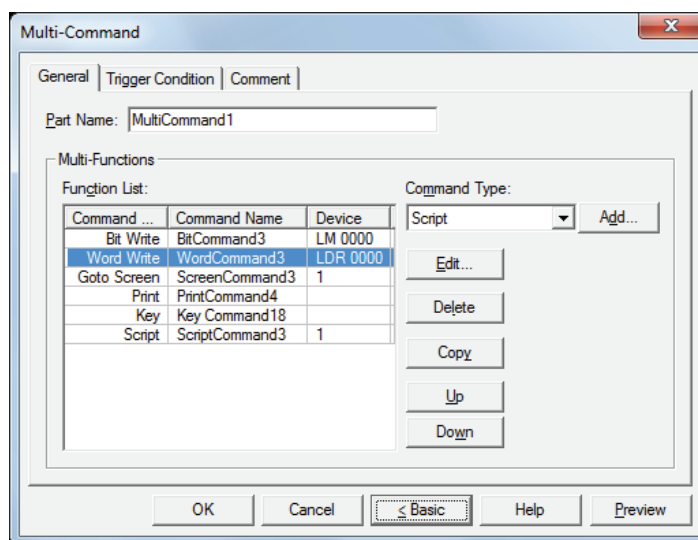 Multi-Command
General Trigger Condition Comment
Part Name: MultiCommand1
Multi-Functions
Function List:
Command ... Command Name Device
Bit Write BitCommand3 LM 0000
Word Write WordCommand3 LDR 0000
Goto Screen ScreenCommand3 1
Print PrintCommand4
Key Key Command18
Script ScriptCommand3 1
Command Type:
Script Add...
Edit...
Delete
Copy
Up
Down
OK Cancel < Basic Help Preview